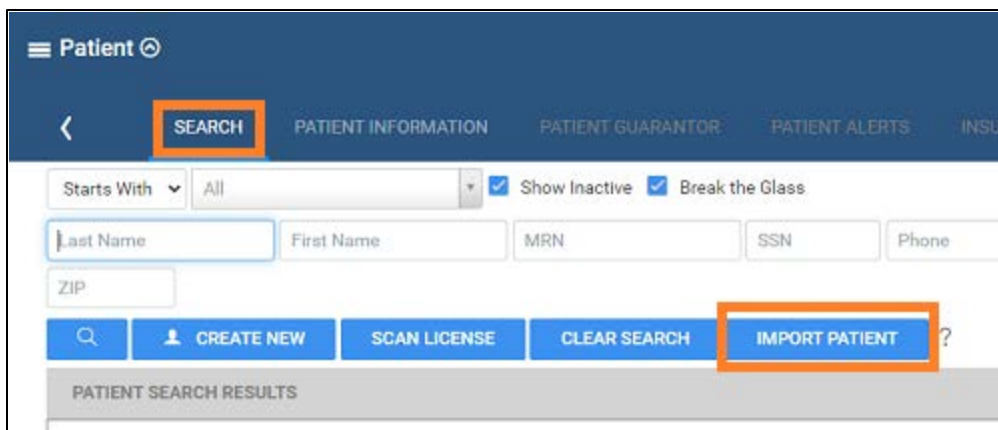 Patient
SEARCH PATIENT INFORMATION PATIENT GUARANTOR PATIENT ALERTS INSU
Starts With All Show Inactive Break the Glass
Last Name First Name MRN SSN Phone
ZIP
CREATE NEW SCAN LICENSE CLEAR SEARCH IMPORT PATIENT ?
PATIENT SEARCH RESULTS